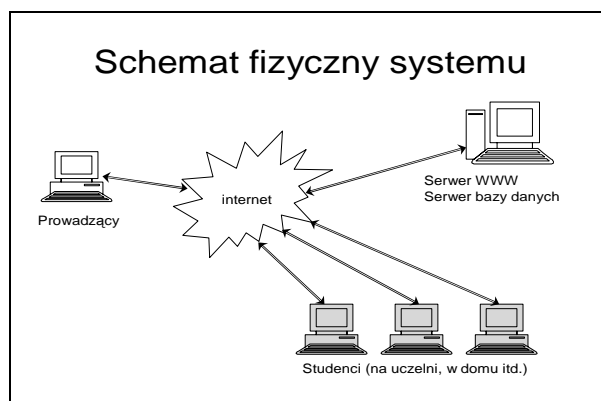 Schemat fizyczny systemu
internet
Serwer WWW
Serwer bazy danych
Prowadzący
Studenci (na uczelni, w domu itd.)